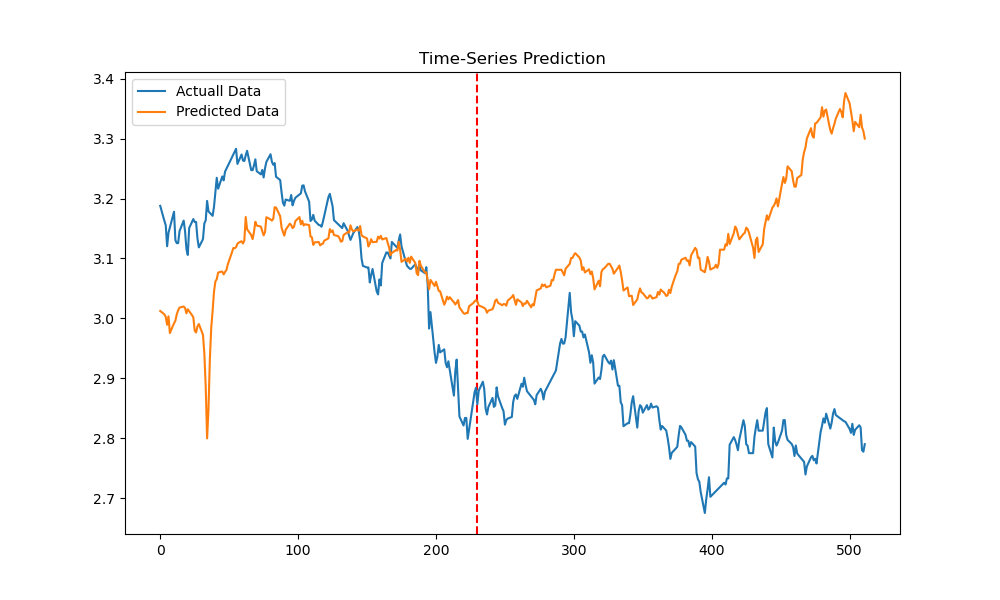 Time-Series Prediction
Actuall Data
Predicted Data
3.4
3.3
3.2
3.1
3.0
2.9
2.8
2.7
0 100 200 300 400 500